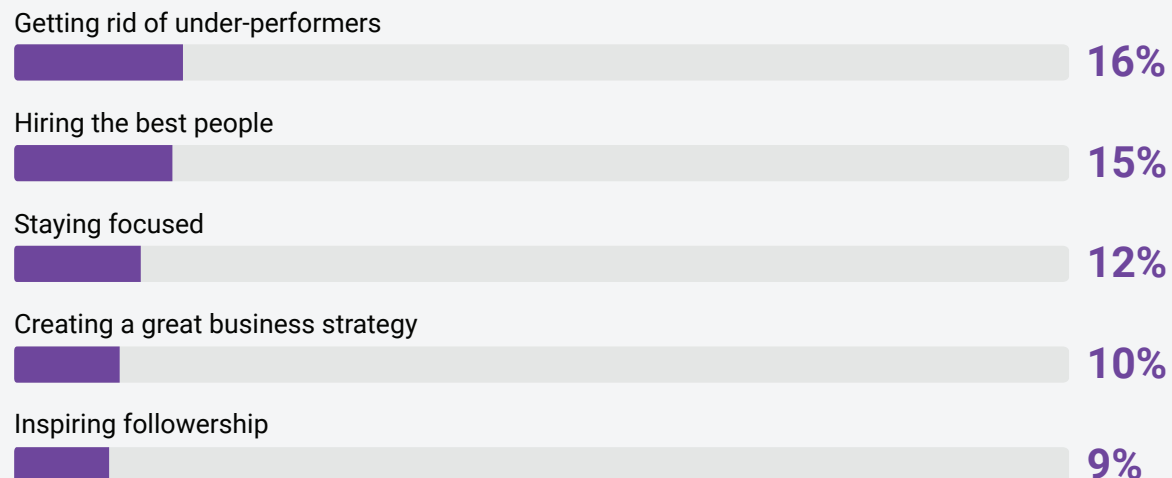 Getting rid of under-performers
16%
Hiring the best people
15%
Staying focused
12%
Creating a great business strategy
10%
Inspiring followership
9%